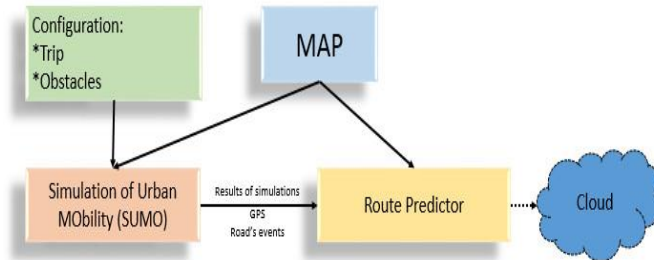 Configuration:
*Trip
*Obstacles
MAP
Simulation of Urban
MObility (SUMO)
Results of simulations
GPS
Road's events
Route Predictor
Cloud